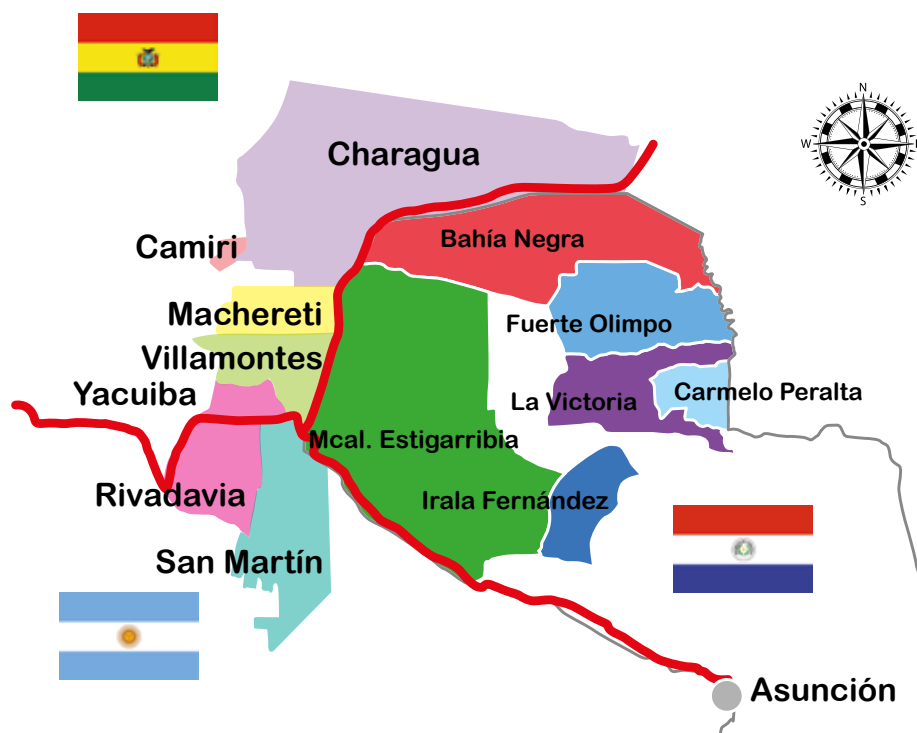 N
W
E
S
Charagua
Bahía Negra
Camiri
Machereti
Fuerte Olimpo
Villamontes
Yacuiba
La Victoria
Carmelo Peralta
Mcal. Estigarribia
Rivadavia
Irala Fernández
San Martín
Asunción